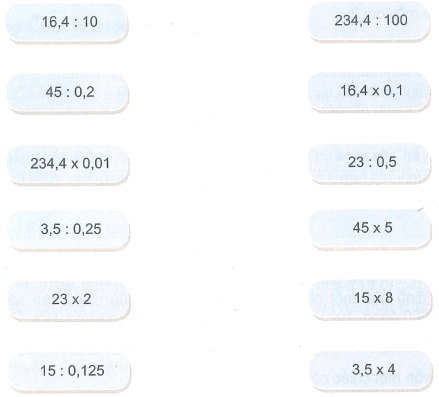 16,4 : 10
234,4 : 100
45 : 0,2
16,4 x 0,1
234,4 x 0,01
23 : 0,5
3,5 : 0,25
45 x 5
23 x 2
15 x 8
15 : 0,125
3,5 x 4